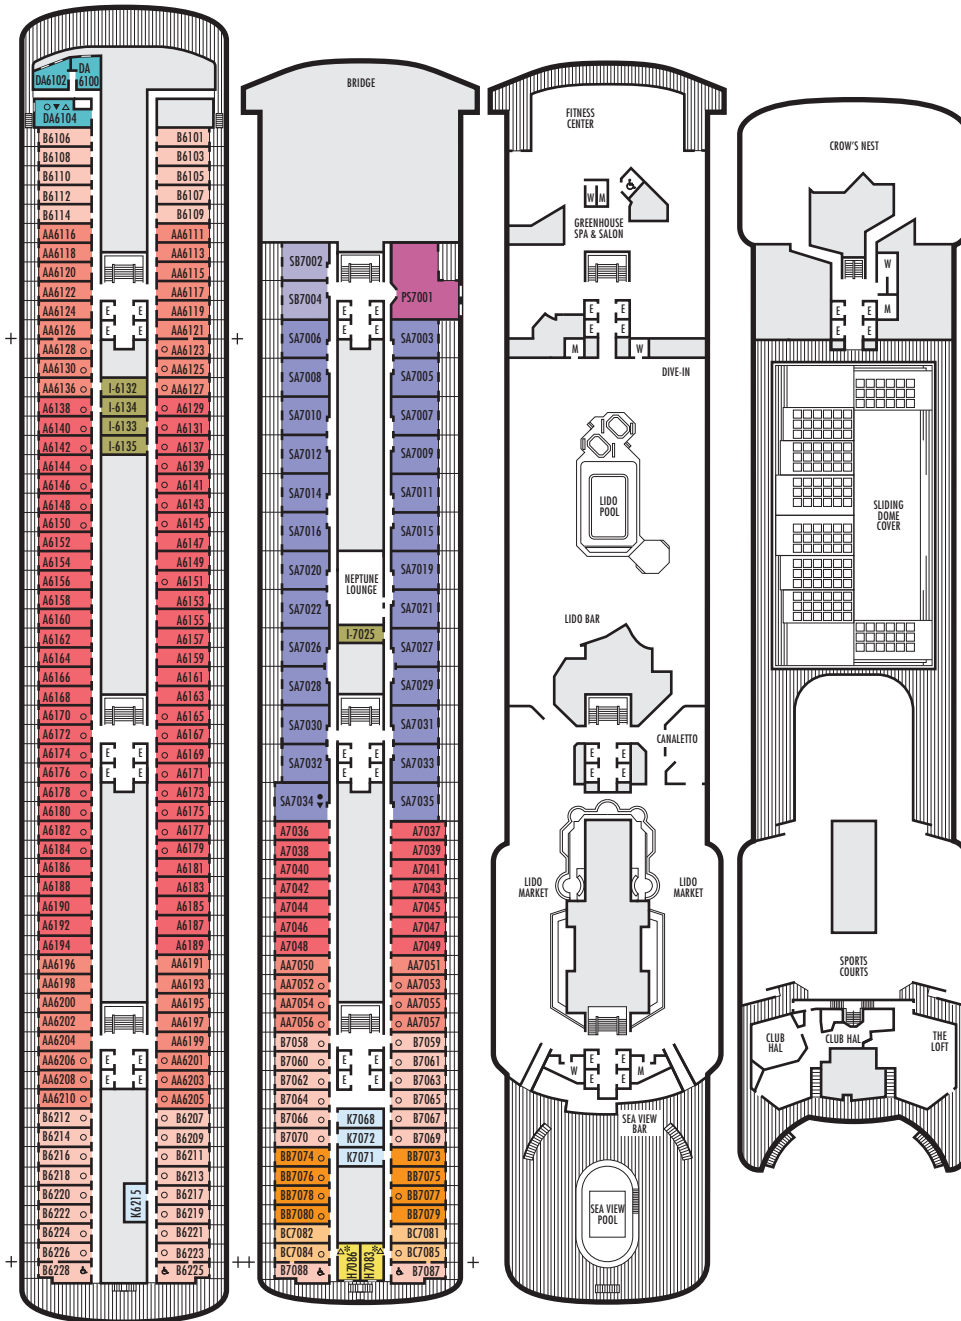 DA6102
DA
6100
DA6104
B6106
B6108
B6110
B6112
B6114
AA6116
AA6118
AA6120
AA6122
AA6124
AA6126
AA6128
AA6130
AA6136
A6138
A6140
A6142
A6144
A6146
A6148
A6150
A6152
A6154
A6156
A6158
A6160
A6162
A6164
A6166
A6168
A6170
A6172
A6174
A6176
A6178
A6180
A6182
A6184
A6186
A6188
A6190
A6192
A6194
AA6196
AA6198
AA6200
AA6202
AA6204
AA6206
AA6208
AA6210
B6212
B6214
B6216
B6218
B6220
B6222
B6224
B6226
B6228
E E
E E
I-6132
I-6134
I-6133
I-6135
E E
E E
E E
E E
K6215
B6101
B6103
B6105
B6107
B6109
AA6111
AA6113
AA6115
AA6117
AA6119
AA6121
AA6123
AA6125
AA6127
A6129
A6131
A6137
A6139
A6141
A6143
A6145
A6147
A6149
A6151
A6153
A6155
A6157
A6159
A6161
A6163
A6165
A6167
A6169
A6171
A6173
A6175
A6177
A6179
A6181
A6183
A6185
A6187
A6189
AA6191
AA6193
AA6195
AA6197
AA6199
AA6201
AA6203
AA6205
B6207
B6209
B6211
B6213
B6217
B6219
B6221
B6223
B6225
BRIDGE
SB7002
SB7004
SA7006
SA7008
SA7010
SA7012
SA7014
SA7016
SA7020
SA7022
SA7026
SA7028
SA7030
SA7032
SA7034
A7036
A7038
A7040
A7042
A7044
A7046
A7048
AA7050
AA7052
AA7054
AA7056
B7058
B7060
B7062
B7064
B7066
B7070
BB7074
BB7076
BB7078
BB7080
BC7082
BC7084
B7088
E E
E E
NEPTUNE
LOUNGE
I-7025
E E
E E
E E
E E
K7068
K7072
K7071
H7086
H7083
PS7001
SA7003
SA7005
SA7007
SA7009
SA7011
SA7015
SA7019
SA7021
SA7027
SA7029
SA7031
SA7033
SA7035
A7037
A7039
A7041
A7043
A7045
A7047
A7049
AA7051
AA7053
AA7055
AA7057
B7059
B7061
B7063
B7065
B7067
B7069
BB7073
BB7075
BB7077
BB7079
BC7081
BC7085
B7087
FITNESS
CENTER
W M
GREENHOUSE
SPA & SALON
E E
E E
M W
DIVE-IN
LIDO
POOL
LIDO BAR
CANALETTO
E E
E E
LIDO
MARKET
LIDO
MARKET
E E
W E E M
SEA VIEW
BAR
SEA VIEW
POOL
CROW'S NEST
W
M
E E
E E
SLIDING
DOME
COVER
SPORTS
COURTS
CLUB
HAL
CLUB HAL
THE
LOFT